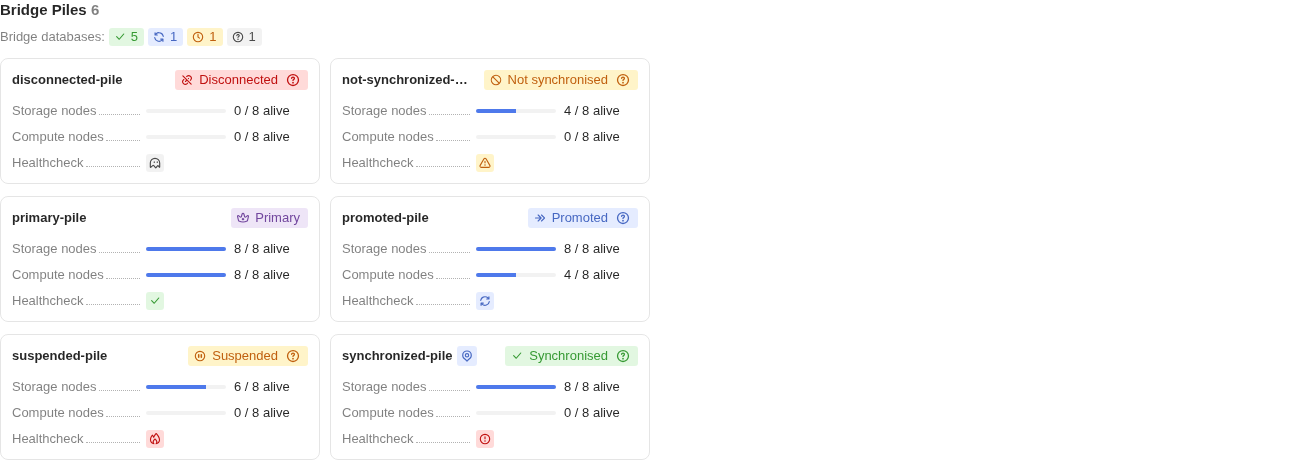 Bridge Piles 6
Bridge databases: 5 1 1 1
disconnected-pile Disconnected
Storage nodes 0 / 8 alive
Compute nodes 0 / 8 alive
Healthcheck
not-synchronized-... Not synchronised
Storage nodes 4 / 8 alive
Compute nodes 0 / 8 alive
Healthcheck
primary-pile Primary
Storage nodes 8 / 8 alive
Compute nodes 8 / 8 alive
Healthcheck
promoted-pile Promoted
Storage nodes 8 / 8 alive
Compute nodes 4 / 8 alive
Healthcheck
suspended-pile Suspended
Storage nodes 6 / 8 alive
Compute nodes 0 / 8 alive
Healthcheck
synchronized-pile Synchronised
Storage nodes 8 / 8 alive
Compute nodes 0 / 8 alive
Healthcheck